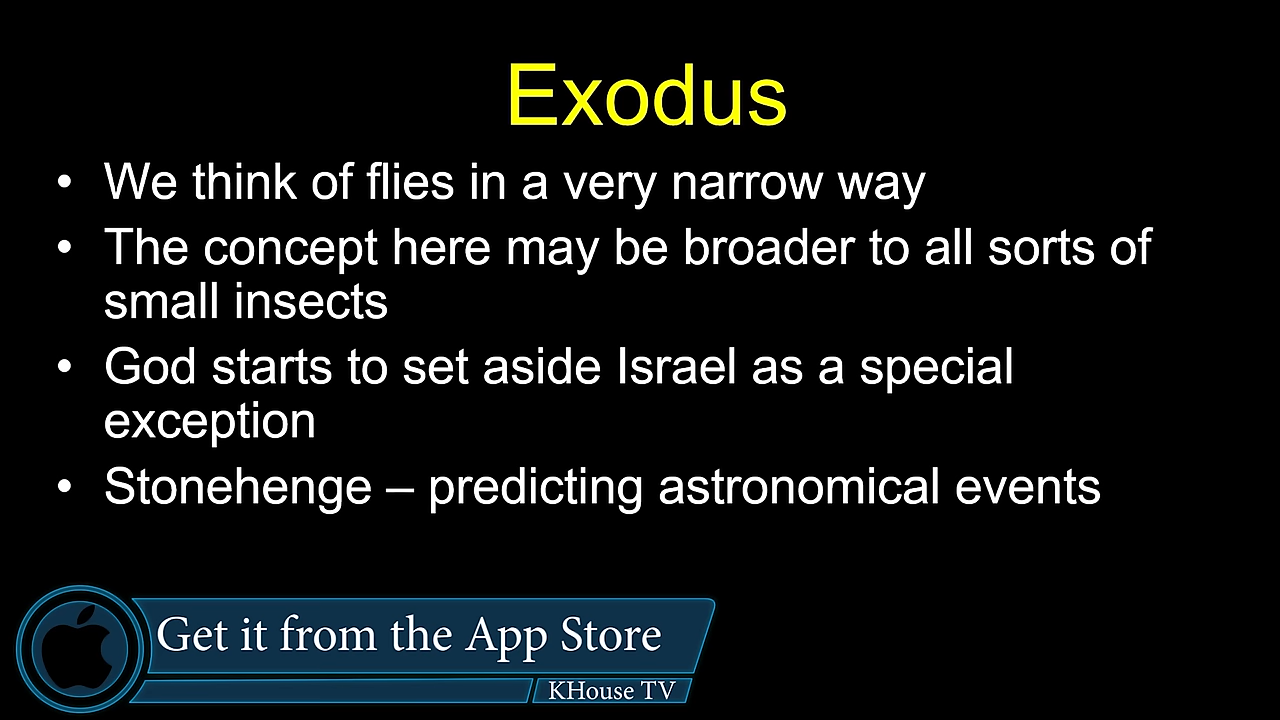 Exodus
• We think of flies in a very narrow way
• The concept here may be broader to all sorts of
small insects
• God starts to set aside Israel as a special
exception
• Stonehenge – predicting astronomical events
Get it from the App Store
KHouse TV